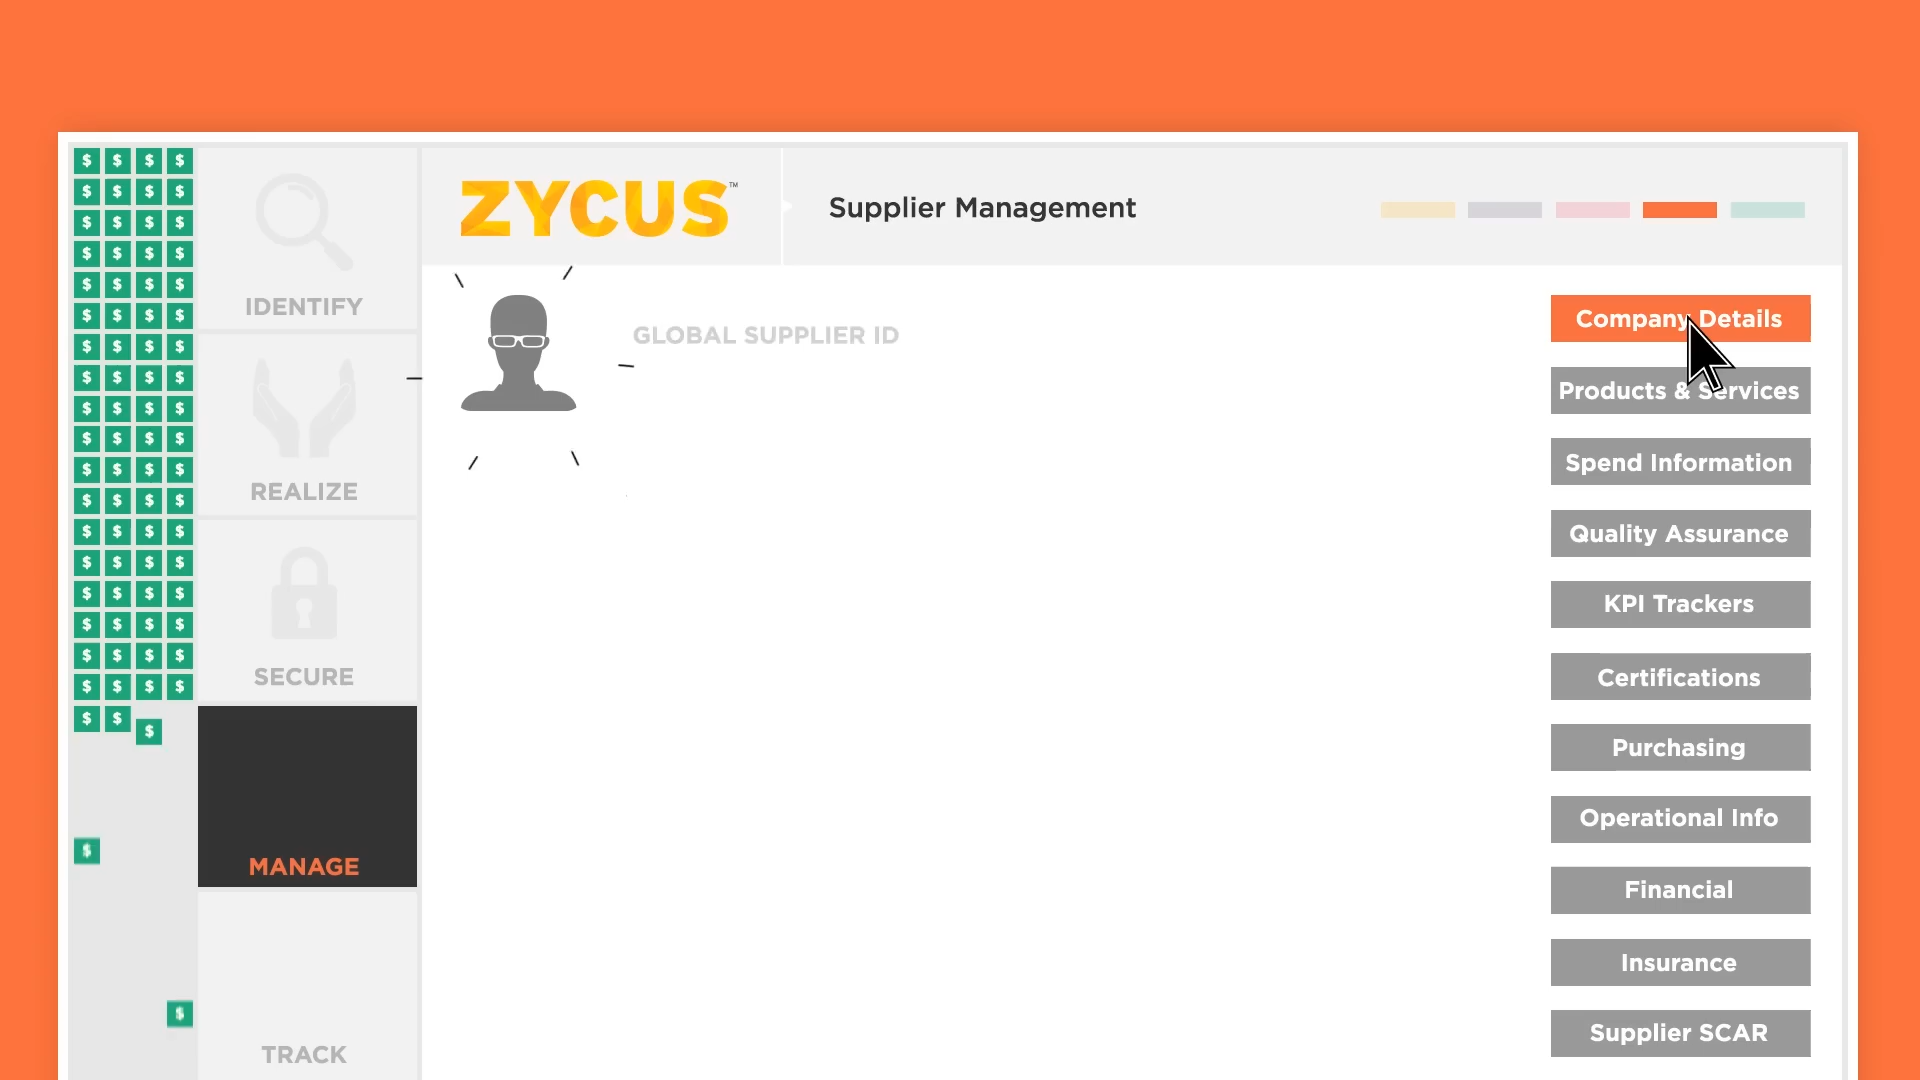 IDENTIFY
REALIZE
SECURE
MANAGE
TRACK
ZYCUS™
Supplier Management
GLOBAL SUPPLIER ID
Company Details
Products & Services
Spend Information
Quality Assurance
KPI Trackers
Certifications
Purchasing
Operational Info
Financial
Insurance
Supplier SCAR